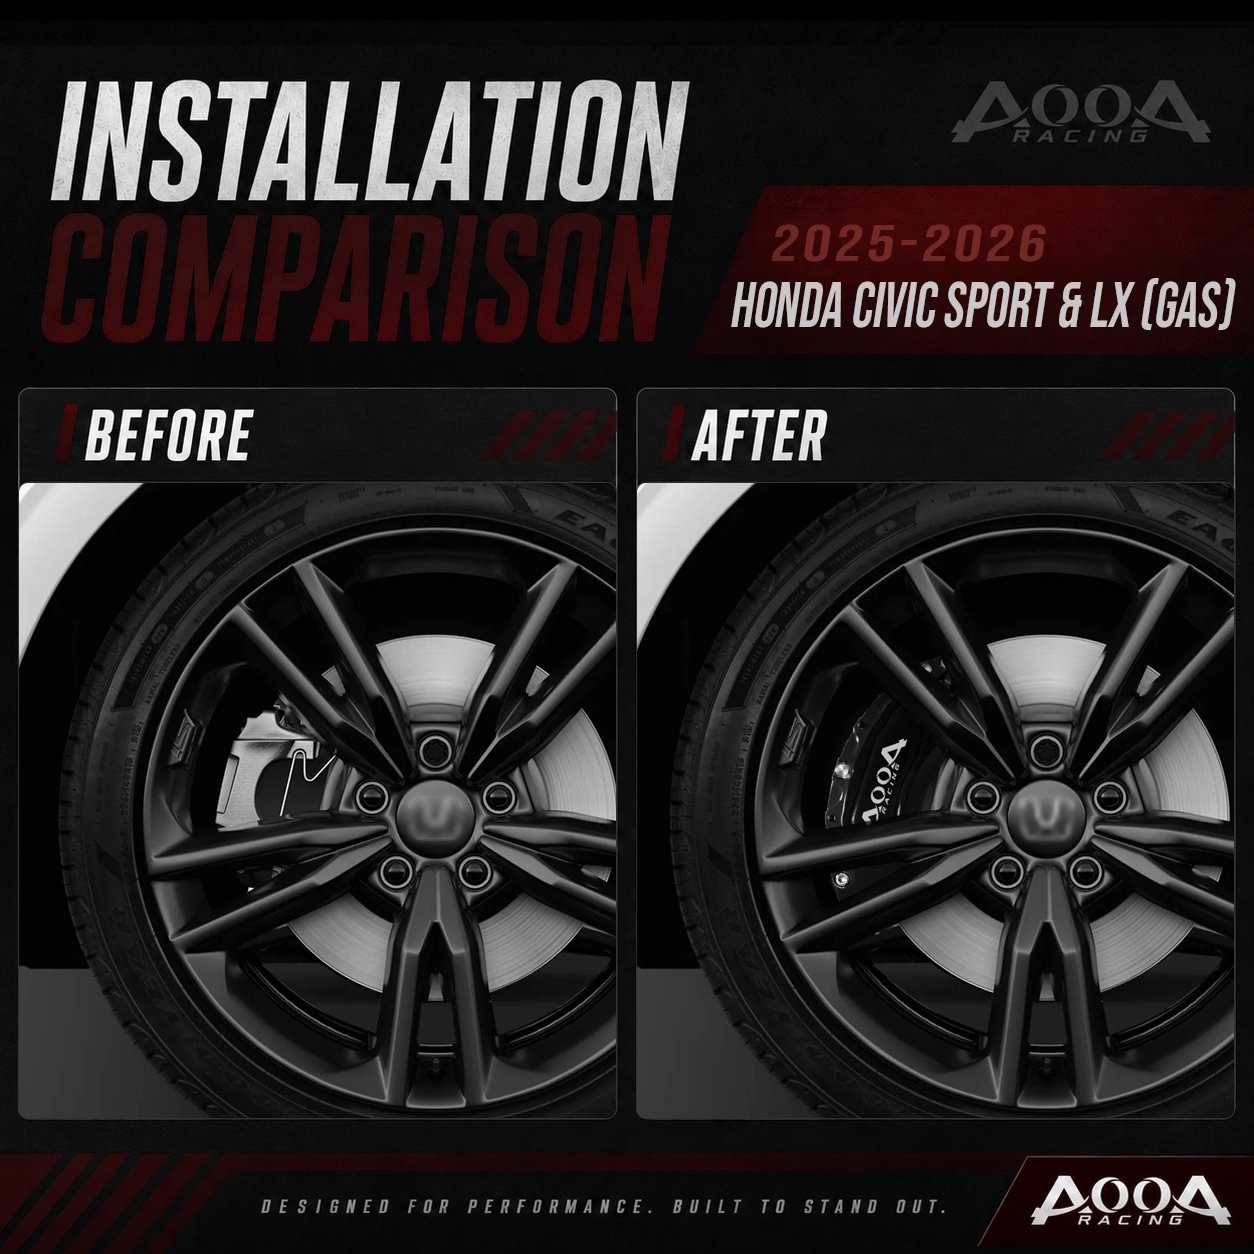 INSTALLATION
COMPARISON
AOOA
RACING
2025-2026
HONDA CIVIC SPORT & LX (GAS)
BEFORE
AFTER
AOOA
RACING
DESIGNED FOR PERFORMANCE. BUILT TO STAND OUT.
AOOA
RACING